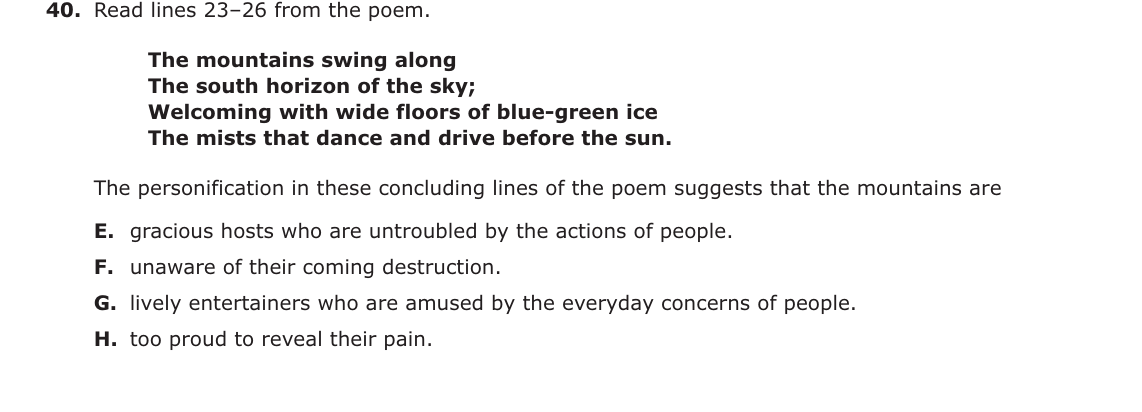 40. Read lines 23–26 from the poem.
The mountains swing along
The south horizon of the sky;
Welcoming with wide floors of blue-green ice
The mists that dance and drive before the sun.
The personification in these concluding lines of the poem suggests that the mountains are
E. gracious hosts who are untroubled by the actions of people.
F. unaware of their coming destruction.
G. lively entertainers who are amused by the everyday concerns of people.
H. too proud to reveal their pain.